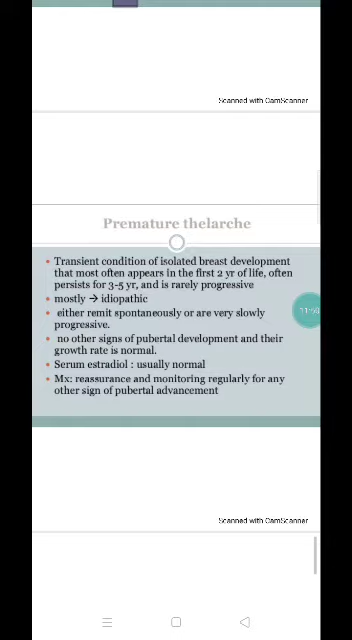 Scanned with CamScanner
Premature thelarche
• Transient condition of isolated breast development
that most often appears in the first 2 yr of life, often
persists for 3-5 yr, and is rarely progressive
• mostly → idiopathic
• either remit spontaneously or are very slowly
progressive.
• no other signs of pubertal development and their
growth rate is normal.
• Serum estradiol : usually normal
• Mx: reassurance and monitoring regularly for any
other sign of pubertal advancement
Scanned with CamScanner